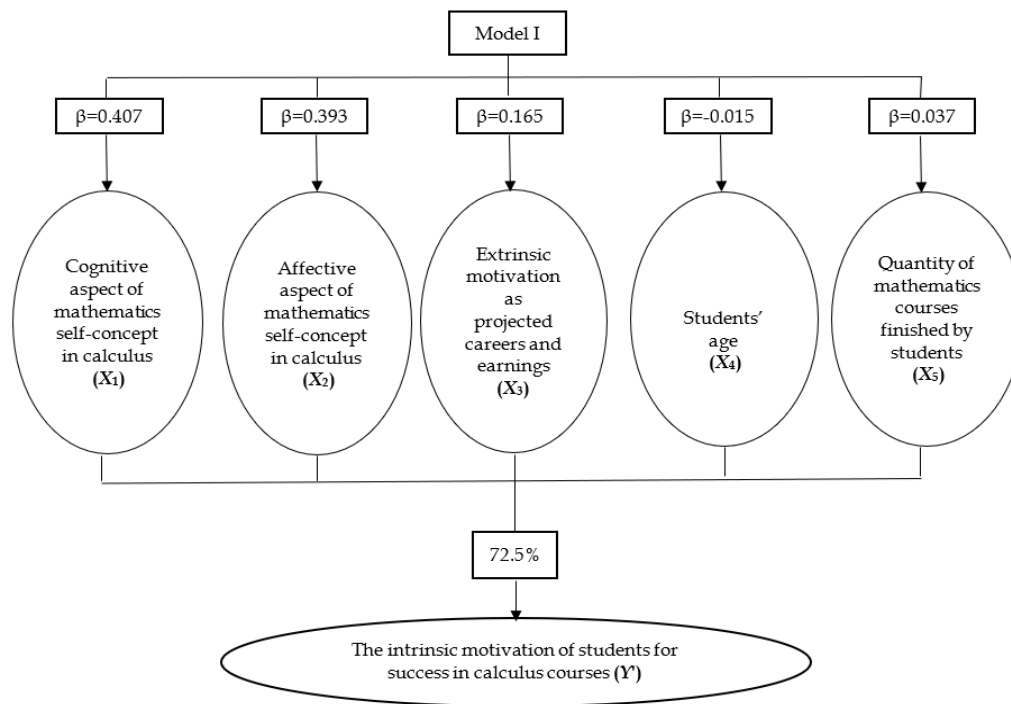 Model I
β=0.407
β=0.393
β=0.165
β=-0.015
β=0.037
Cognitive
aspect of
mathematics
self-concept
in calculus
(X₁)
Affective
aspect of
mathematics
self-concept
in calculus
(X₂)
Extrinsic
motivation
as
projected
careers and
earnings
(X₃)
Students’
age
(X₄)
Quantity of
mathematics
courses
finished by
students
(X₅)
72.5%
The intrinsic motivation of students for
success in calculus courses (Y)